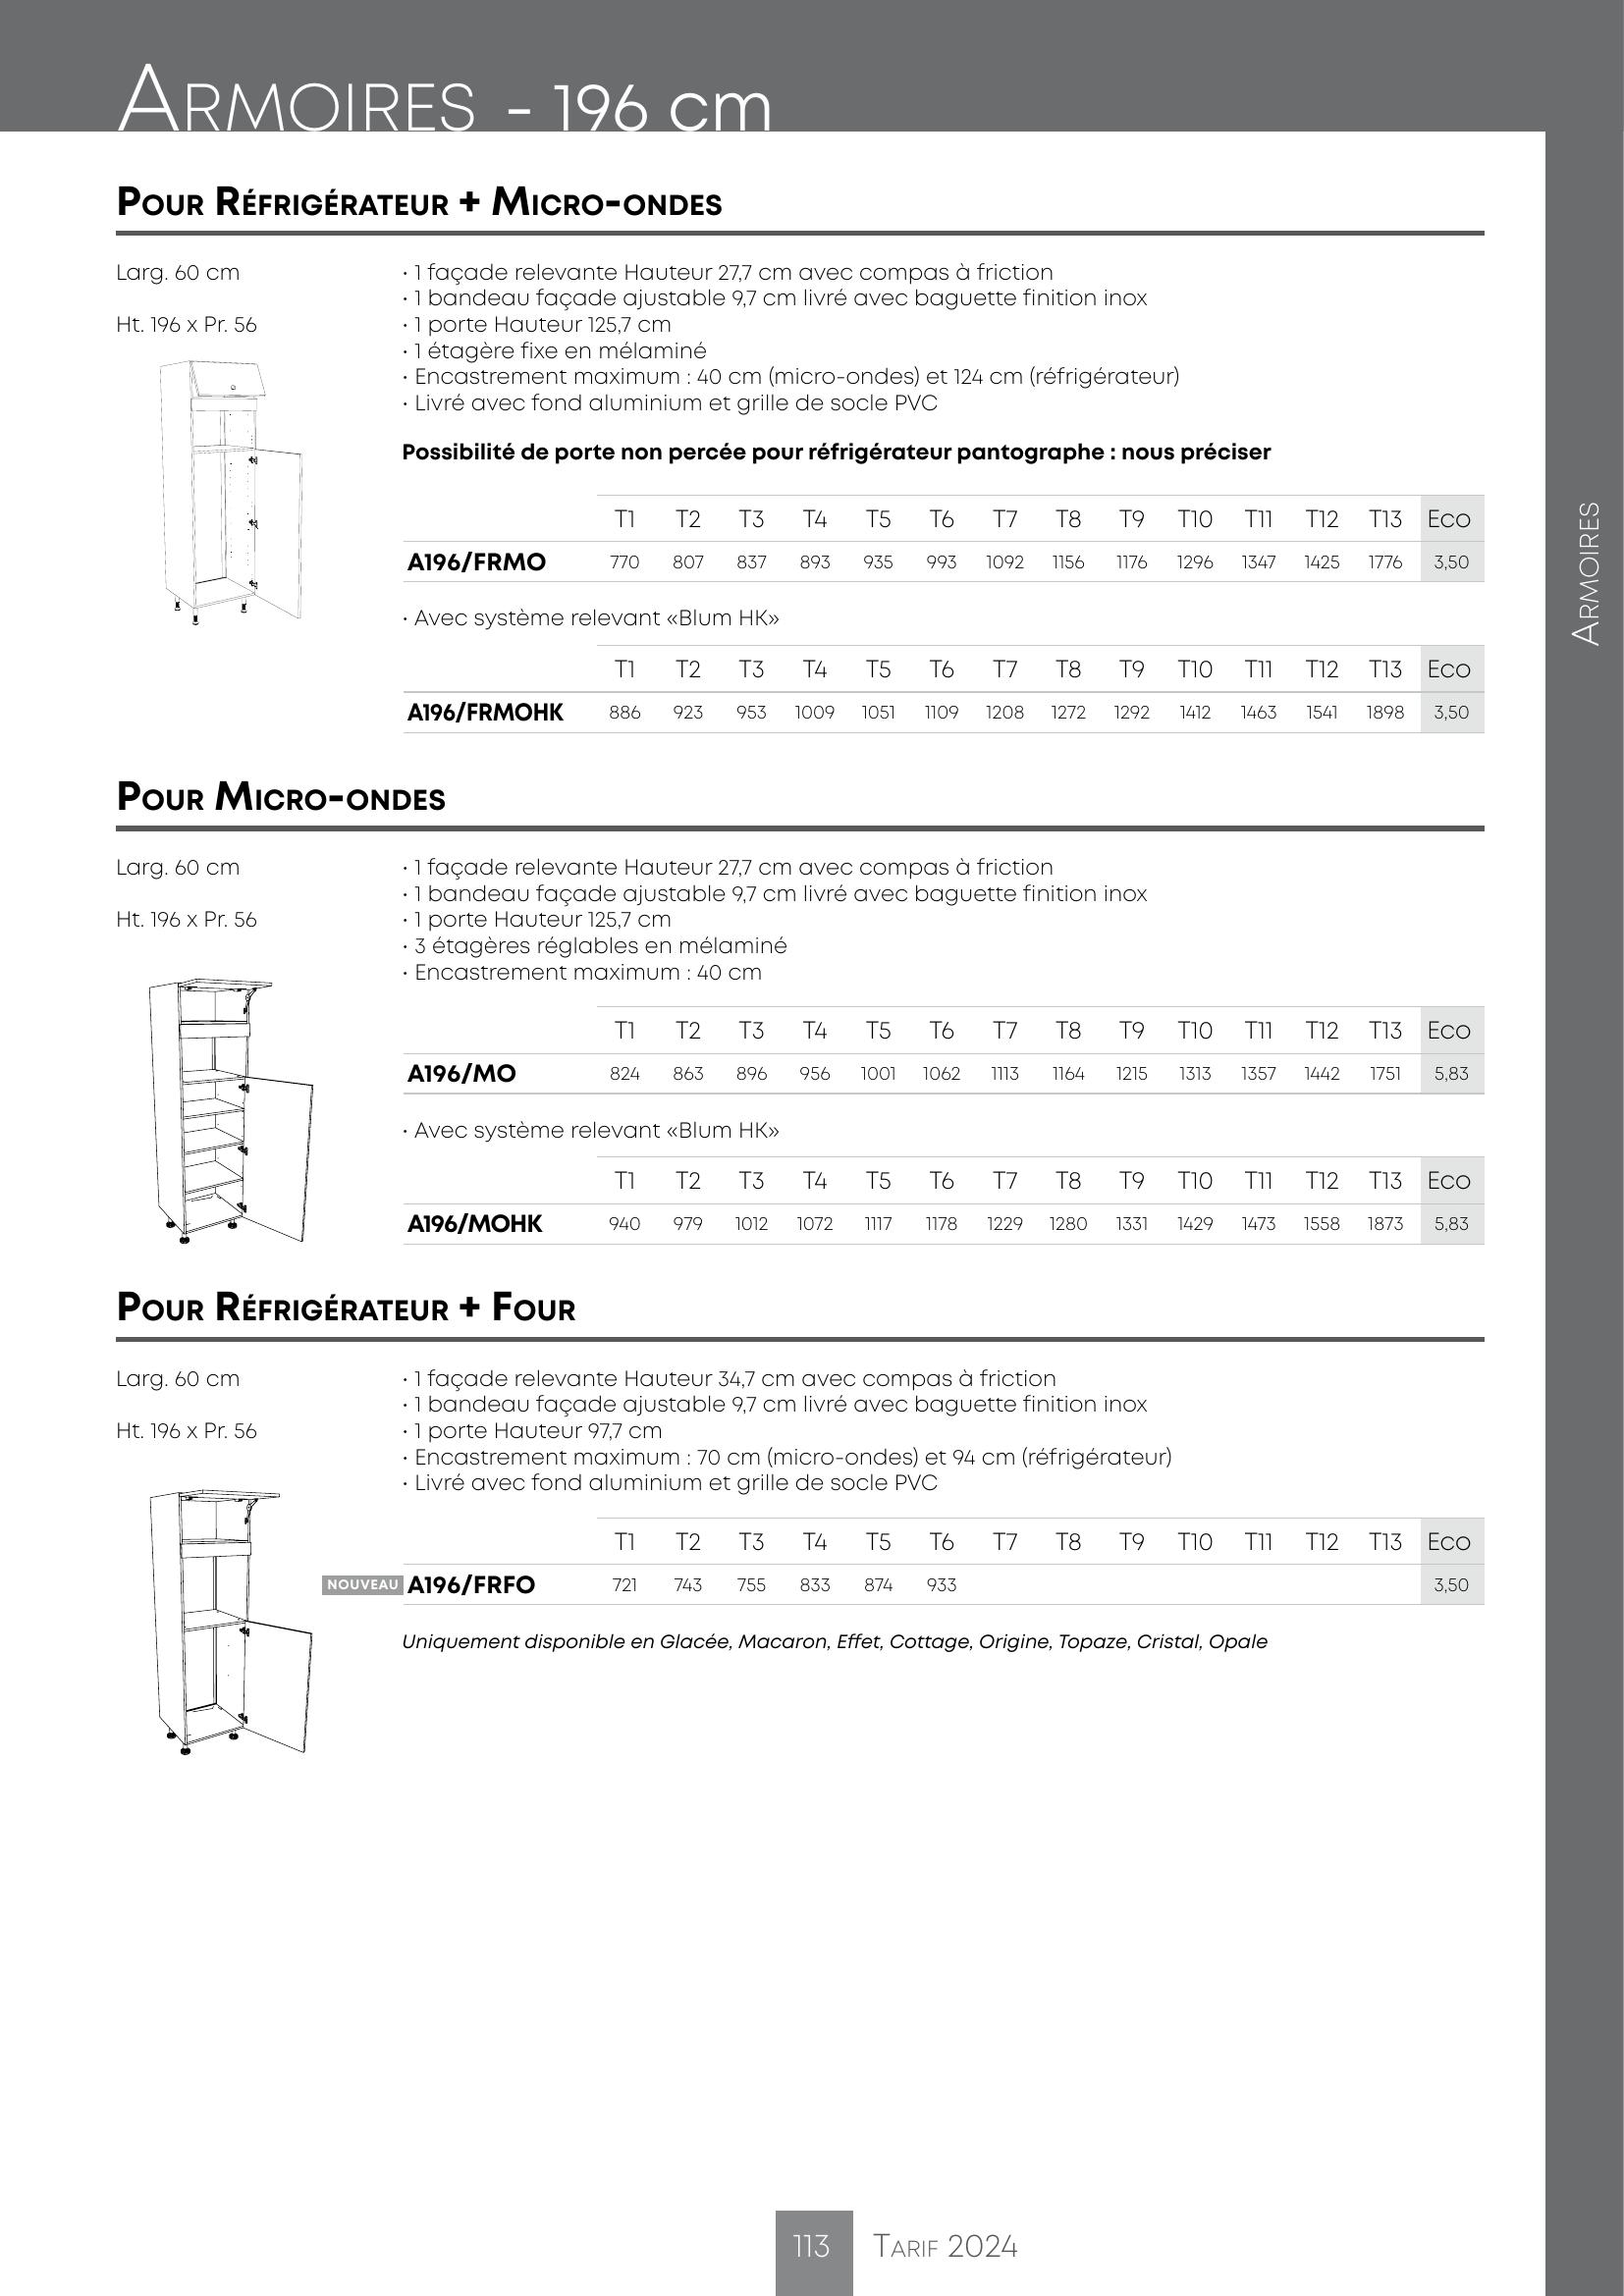 ARMOIRES - 196 cm
POUR RÉFRIGÉRATEUR + MICRO-ONDES
Larg. 60 cm
Ht. 196 x Pr. 56
· 1 façade relevante Hauteur 27,7 cm avec compas à friction
· 1 bandeau façade ajustable 9,7 cm livré avec baguette finition inox
· 1 porte Hauteur 125,7 cm
· 1 étagère fixe en mélaminé
· Encastrement maximum : 40 cm (micro-ondes) et 124 cm (réfrigérateur)
· Livré avec fond aluminium et grille de socle PVC
Possibilité de porte non percée pour réfrigérateur pantographe : nous préciser
T1 T2 T3 T4 T5 T6 T7 T8 T9 T10 T11 T12 T13 Eco
A196/FRMO 770 807 837 893 935 993 1092 1156 1176 1296 1347 1425 1776 3,50
· Avec système relevant «Blum HK»
T1 T2 T3 T4 T5 T6 T7 T8 T9 T10 T11 T12 T13 Eco
A196/FRMOHK 886 923 953 1009 1051 1109 1208 1272 1292 1412 1463 1541 1898 3,50
POUR MICRO-ONDES
Larg. 60 cm
Ht. 196 x Pr. 56
· 1 façade relevante Hauteur 27,7 cm avec compas à friction
· 1 bandeau façade ajustable 9,7 cm livré avec baguette finition inox
· 1 porte Hauteur 125,7 cm
· 3 étagères réglables en mélaminé
· Encastrement maximum : 40 cm
T1 T2 T3 T4 T5 T6 T7 T8 T9 T10 T11 T12 T13 Eco
A196/MO 824 863 896 956 1001 1062 1113 1164 1215 1313 1357 1442 1751 5,83
· Avec système relevant «Blum HK»
T1 T2 T3 T4 T5 T6 T7 T8 T9 T10 T11 T12 T13 Eco
A196/MOHK 940 979 1012 1072 1117 1178 1229 1280 1331 1429 1473 1558 1873 5,83
POUR RÉFRIGÉRATEUR + FOUR
Larg. 60 cm
Ht. 196 x Pr. 56
· 1 façade relevante Hauteur 34,7 cm avec compas à friction
· 1 bandeau façade ajustable 9,7 cm livré avec baguette finition inox
· 1 porte Hauteur 97,7 cm
· Encastrement maximum : 70 cm (micro-ondes) et 94 cm (réfrigérateur)
· Livré avec fond aluminium et grille de socle PVC
T1 T2 T3 T4 T5 T6 T7 T8 T9 T10 T11 T12 T13 Eco
NOUVEAU A196/FRFO 721 743 755 833 874 933 3,50
Uniquement disponible en Glacée, Macaron, Effet, Cottage, Origine, Topaze, Cristal, Opale
ARMOIRES
113 TARIF 2024